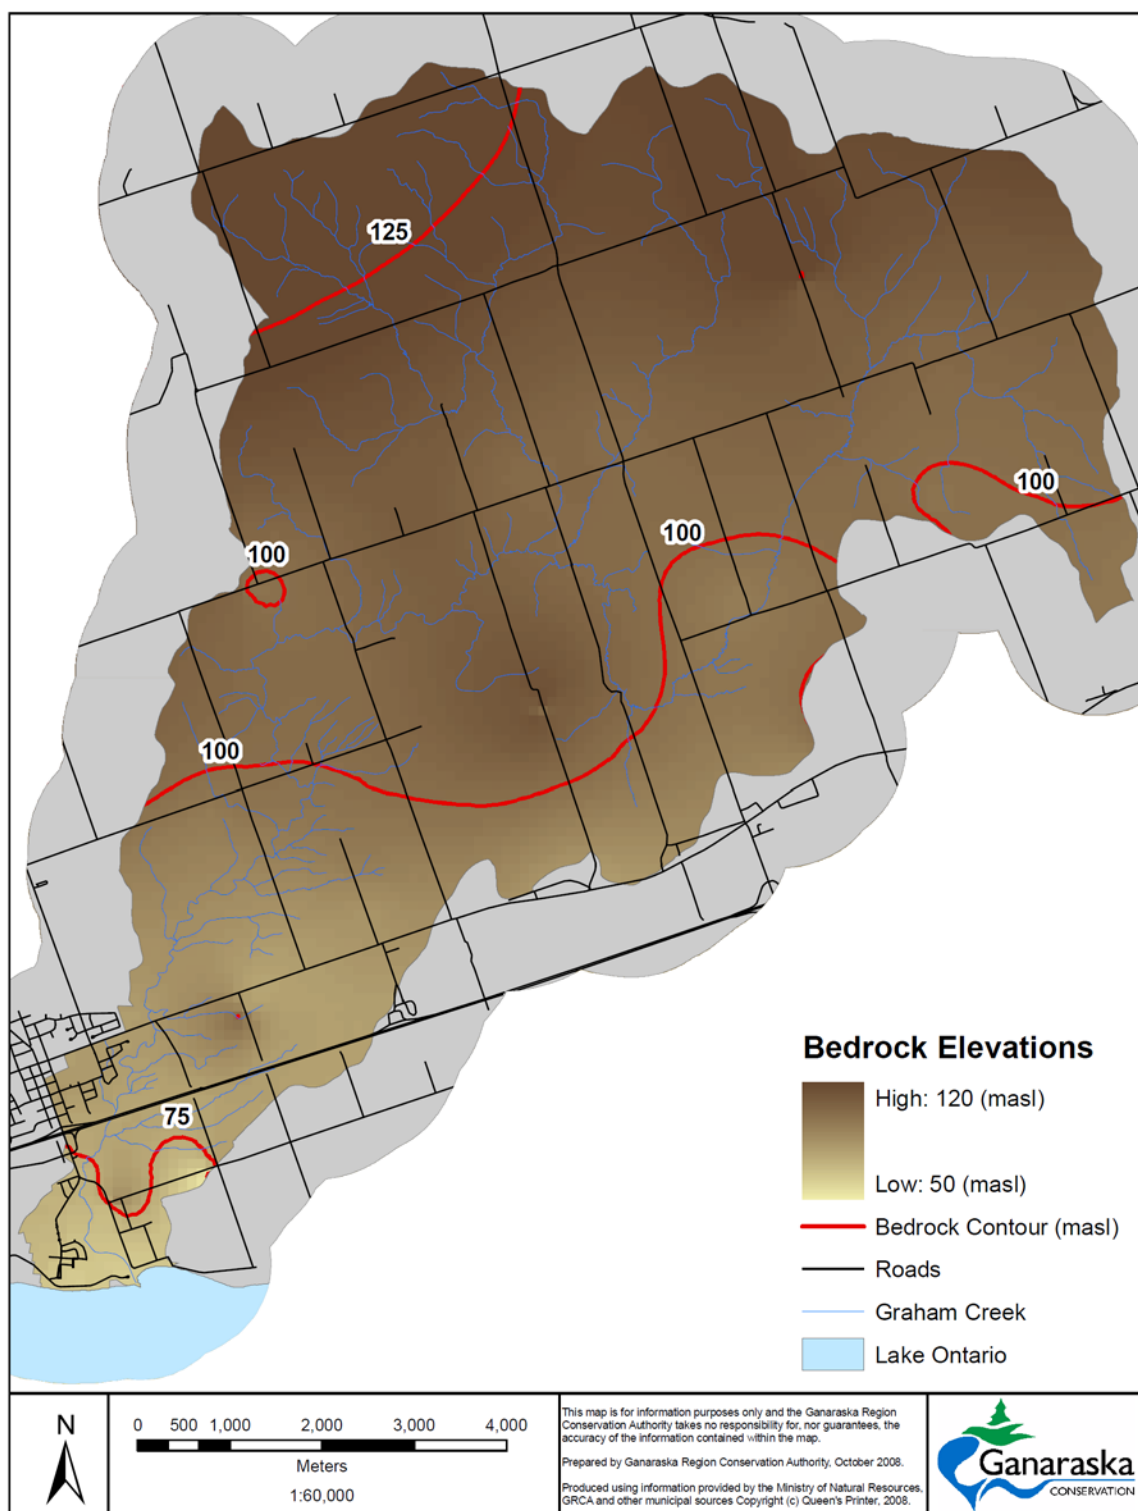 125
100
100
100
100
75
Bedrock Elevations
High: 120 (masl)
Low: 50 (masl)
Bedrock Contour (masl)
Roads
Graham Creek
Lake Ontario
N
0 500 1,000 2,000 3,000 4,000
Meters
1:60,000
This map is for information purposes only and the Ganaraska Region
Conservation Authority takes no responsibility for, nor guarantees, the
accuracy of the information contained within the map.
Prepared by Ganaraska Region Conservation Authority, October 2008.
Produced using information provided by the Ministry of Natural Resources,
GRCA and other municipal sources Copyright (c) Queen's Printer, 2008.
Ganaraska
CONSERVATION